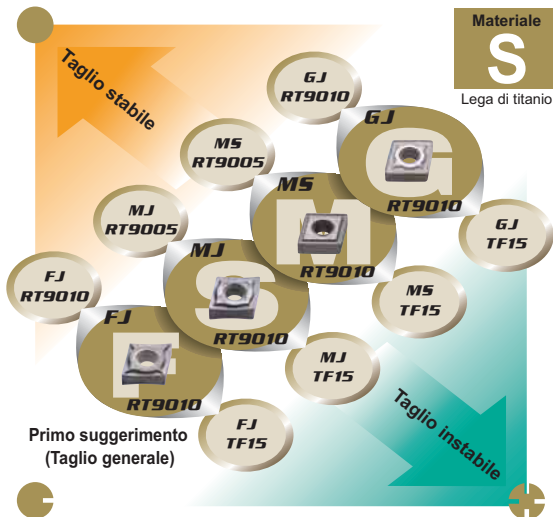 Materiale
S
Lega di titanio
Taglio stabile
GJ
RT9010
MS
RT9005
MJ
RT9005
FJ
RT9010
GJ
G
RT9010
MS
M
RT9010
MJ
S
RT9010
FJ
F
RT9010
GJ
TF15
MS
TF15
MJ
TF15
FJ
TF15
Taglio instabile
Primo suggerimento
(Taglio generale)